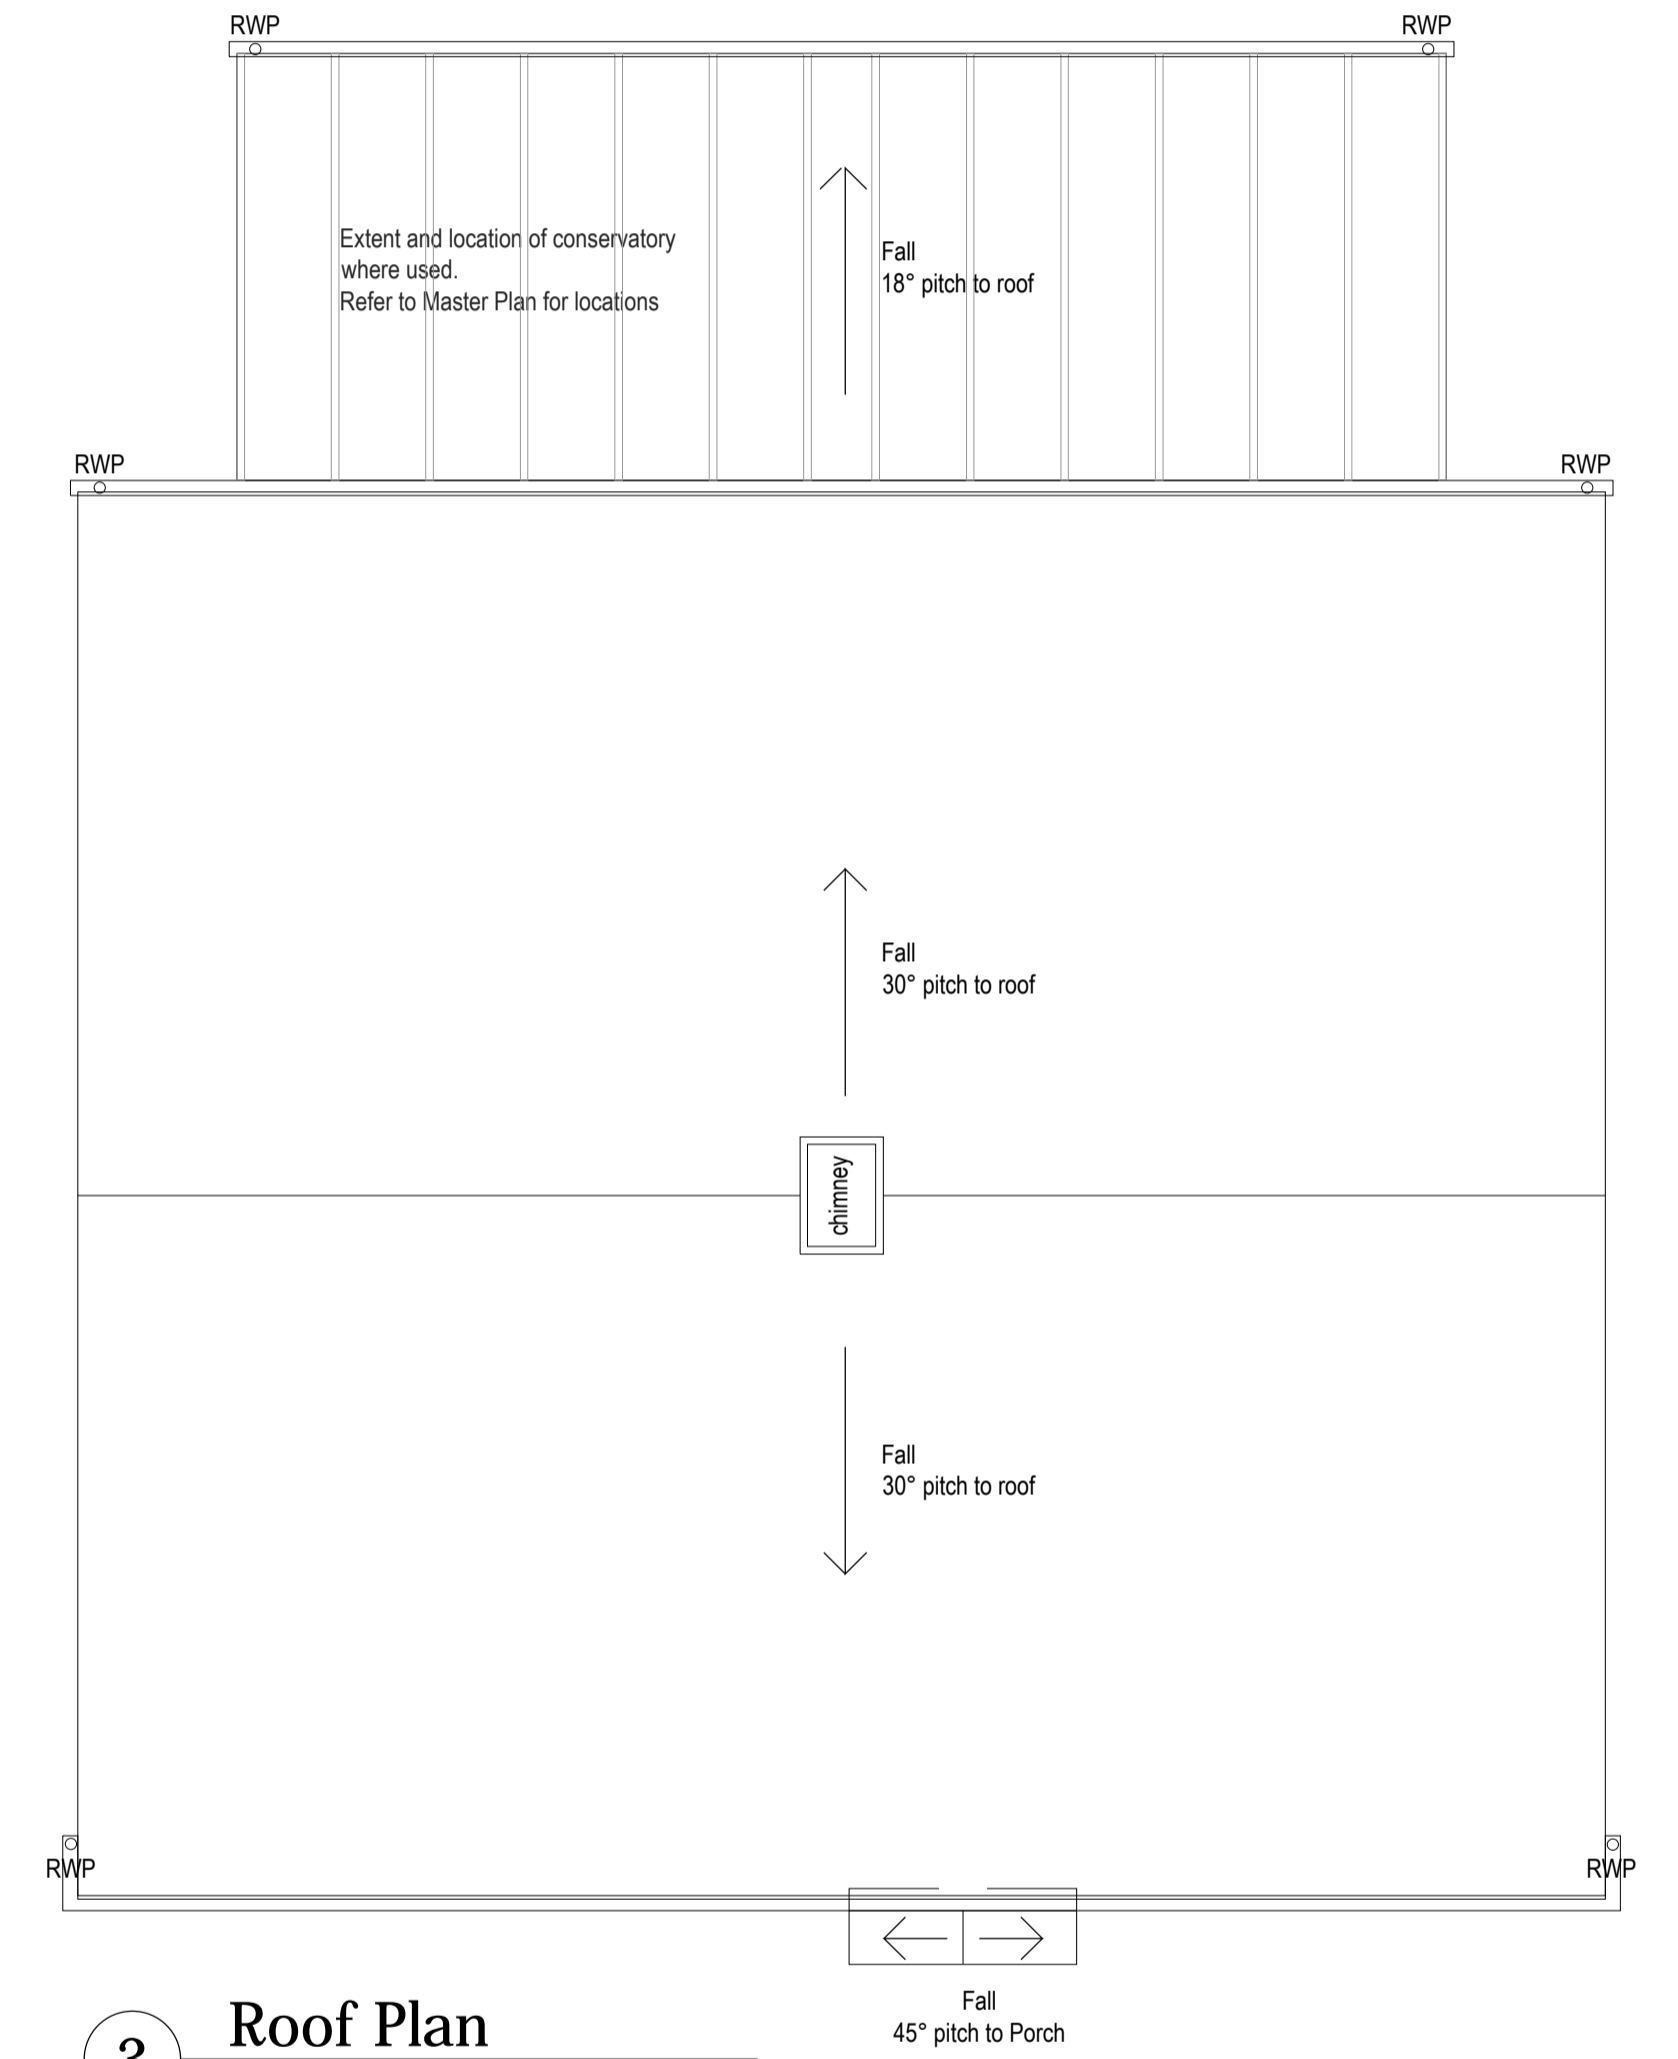 RWP
RWP
Extent and location of conservatory
where used.
Refer to Master Plan for locations
Fall
18° pitch to roof
RWP
RWP
Fall
30° pitch to roof
chimney
Fall
30° pitch to roof
RWP
RWP
Fall
45° pitch to Porch
3
Roof Plan